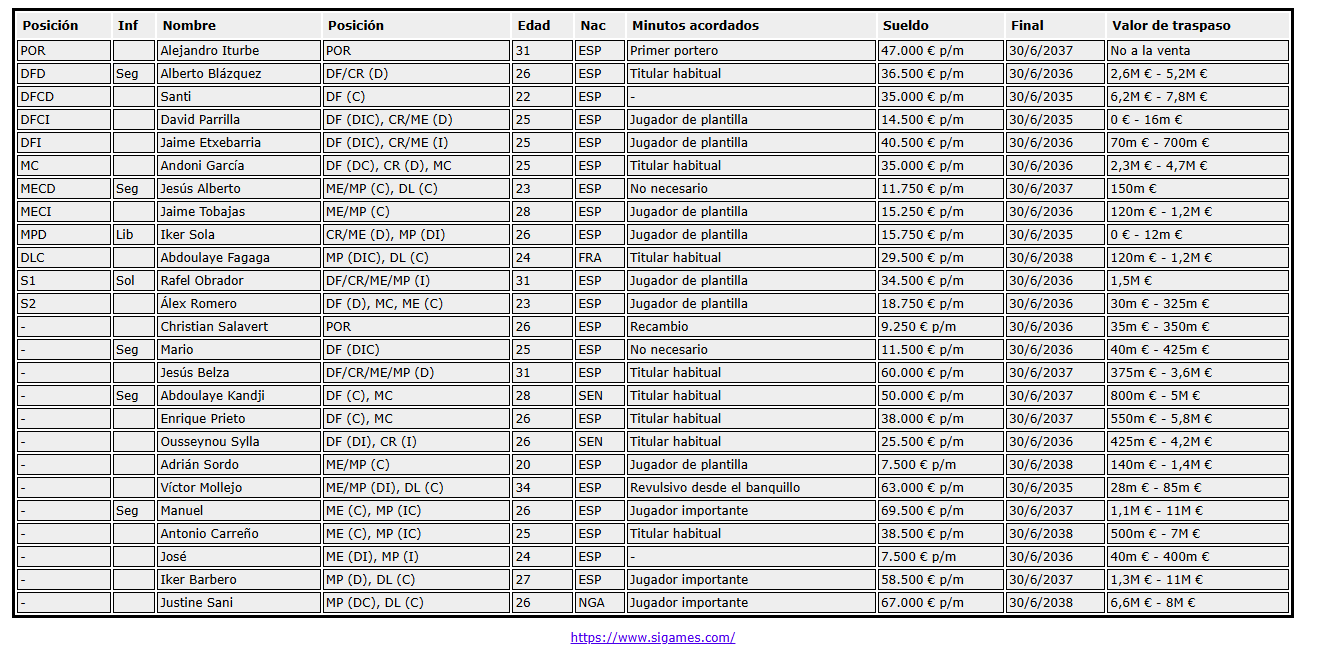 Posición Inf Nombre Posición Edad Nac Minutos acordados Sueldo Final Valor de traspaso
POR Alejandro Iturbe POR 31 ESP Primer portero 47.000 € p/m 30/6/2037 No a la venta
DFD Seg Alberto Blázquez DF/CR (D) 26 ESP Titular habitual 36.500 € p/m 30/6/2036 2,6M € - 5,2M €
DFCD Santi DF (C) 22 ESP - 35.000 € p/m 30/6/2035 6,2M € - 7,8M €
DFCI David Parrilla DF (DIC), CR/ME (D) 25 ESP Jugador de plantilla 14.500 € p/m 30/6/2035 0 € - 16m €
DFI Jaime Etxebarria DF (DIC), CR/ME (I) 25 ESP Jugador de plantilla 40.500 € p/m 30/6/2036 70m € - 700m €
MC Andoni García DF (DC), CR (D), MC 25 ESP Titular habitual 35.000 € p/m 30/6/2036 2,3M € - 4,7M €
MECD Seg Jesús Alberto ME/MP (C), DL (C) 23 ESP No necesario 11.750 € p/m 30/6/2037 150m €
MECI Jaime Tobajas ME/MP (C) 28 ESP Jugador de plantilla 15.250 € p/m 30/6/2036 120m € - 1,2M €
MPD Lib Iker Sola CR/ME (D), MP (DI) 26 ESP Jugador de plantilla 15.750 € p/m 30/6/2035 0 € - 12m €
DLC Abdoulaye Fagaga MP (DIC), DL (C) 24 FRA Titular habitual 29.500 € p/m 30/6/2038 120m € - 1,2M €
S1 Sol Rafel Obrador DF/CR/ME/MP (I) 31 ESP Jugador de plantilla 34.500 € p/m 30/6/2037 1,5M €
S2 Álex Romero DF (D), MC, ME (C) 23 ESP Jugador de plantilla 18.750 € p/m 30/6/2036 30m € - 325m €
- Christian Salavert POR 26 ESP Recambio 9.250 € p/m 30/6/2036 35m € - 350m €
- Seg Mario DF (DIC) 25 ESP No necesario 11.500 € p/m 30/6/2037 40m € - 425m €
- Jesús Belza DF/CR/ME/MP (D) 31 ESP Titular habitual 60.000 € p/m 30/6/2037 375m € - 3,6M €
- Seg Abdoulaye Kandji DF (C), MC 28 SEN Titular habitual 50.000 € p/m 30/6/2037 800m € - 5M €
- Enrique Prieto DF (C), MC 26 ESP Titular habitual 38.000 € p/m 30/6/2037 550m € - 5,8M €
- Ousseynou Sylla DF (DI), CR (I) 26 SEN Titular habitual 25.500 € p/m 30/6/2036 425m € - 4,2M €
- Adrián Sordo ME/MP (C) 20 ESP Jugador de plantilla 7.500 € p/m 30/6/2038 140m € - 1,4M €
- Víctor Mollejo ME/MP (DI), DL (C) 34 ESP Revulsivo desde el banquillo 63.000 € p/m 30/6/2035 28m € - 85m €
- Seg Manuel ME (C), MP (IC) 26 ESP Jugador importante 69.500 € p/m 30/6/2037 1,1M € - 11M €
- Antonio Carreño ME (C), MP (IC) 25 ESP Titular habitual 38.500 € p/m 30/6/2038 500m € - 7M €
- José ME (DI), MP (I) 24 ESP - 7.500 € p/m 30/6/2036 40m € - 400m €
- Iker Barbero MP (D), DL (C) 27 ESP Jugador importante 58.500 € p/m 30/6/2037 1,3M € - 11M €
- Justine Sani MP (DC), DL (C) 26 NGA Jugador importante 67.000 € p/m 30/6/2038 6,6M € - 8M €
https://www.sigames.com/